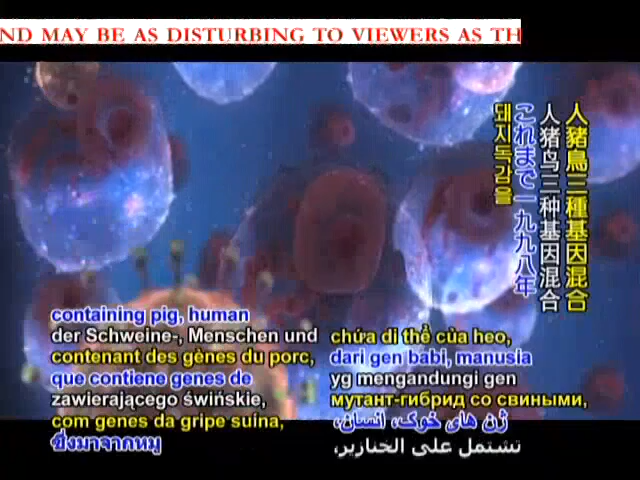 ND MAY BE AS DISTURBING TO VIEWERS AS TH
人豬鳥三種基因混合
人猪鸟三种基因混合
これまで一九九八年
돼지독감을
containing pig, human
der Schweine-, Menschen und
contenant des gènes du porc,
que contiene genes de
zawierającego świńskie,
com genes da gripe suína,
ซึ่งมาจากหมู
chứa dị thể của heo,
dari gen babi, manusia
yg mengandungi gen
мутант-гибрид со свиными,
ژن های خوک، انسان،
تشتمل على الخنازير،